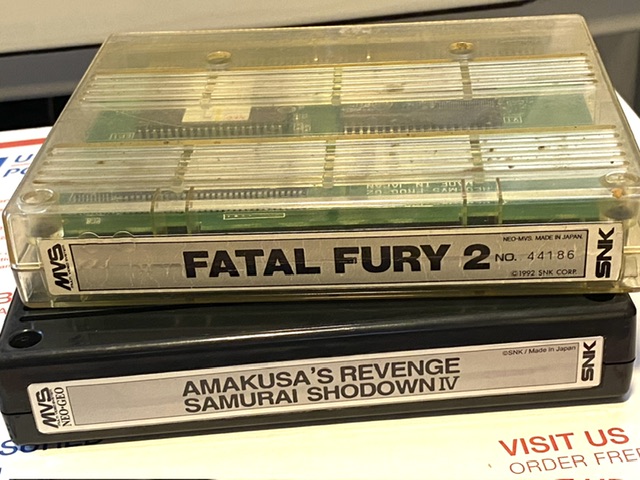 MVS
FATAL FURY 2
NEO-MVS MADE IN JAPAN
NO. 44186
©1992 SNK CORP.
SNK
MVS
NEO-GEO
AMAKUSA'S REVENGE
SAMURAI SHODOWN IV
©SNK / Made in Japan
SNK
VISIT US
ORDER FREE